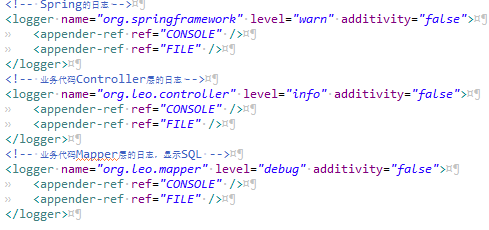 <!-- Spring的日志-->
<logger name="org.springframework" level="warn" additivity="false">
<appender-ref ref="CONSOLE" />
<appender-ref ref="FILE" />
</logger>
<!-- 业务代码Controller层的日志-->
<logger name="org.leo.controller" level="info" additivity="false">
<appender-ref ref="CONSOLE" />
<appender-ref ref="FILE" />
</logger>
<!-- 业务代码Mapper层的日志，显示SQL -->
<logger name="org.leo.mapper" level="debug" additivity="false">
<appender-ref ref="CONSOLE" />
<appender-ref ref="FILE" />
</logger>